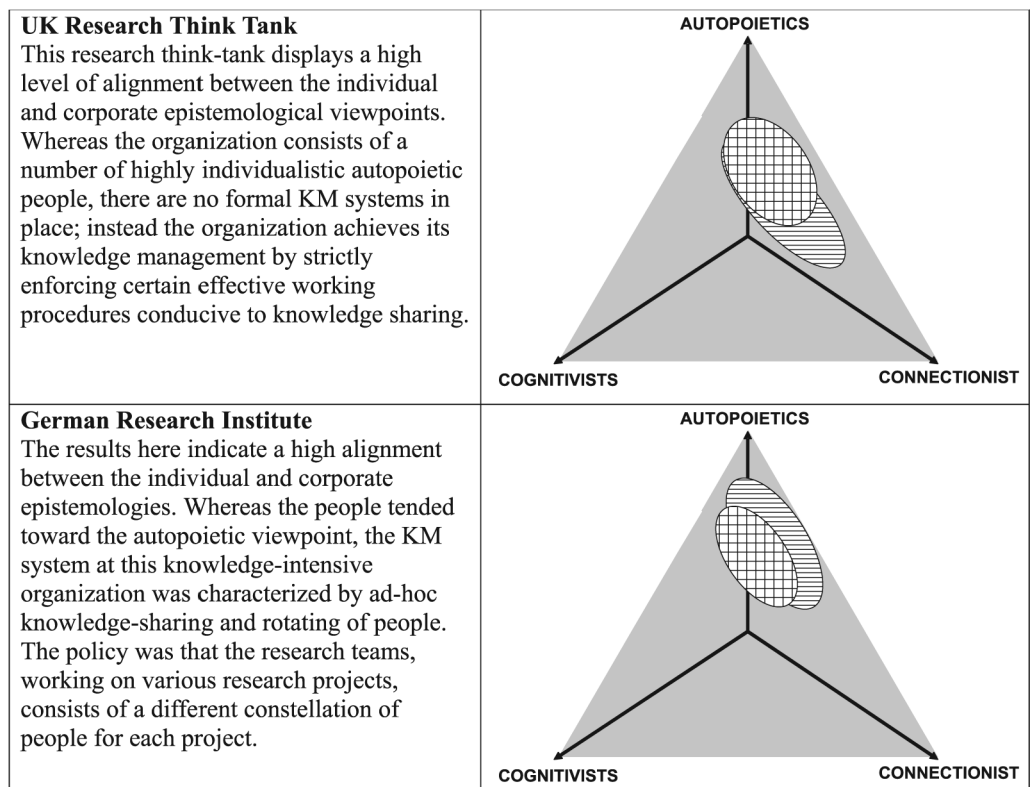 UK Research Think Tank
This research think-tank displays a high
level of alignment between the individual
and corporate epistemological viewpoints.
Whereas the organization consists of a
number of highly individualistic autopoietic
people, there are no formal KM systems in
place; instead the organization achieves its
knowledge management by strictly
enforcing certain effective working
procedures conducive to knowledge sharing.
AUTOPOIETICS
COGNITIVISTS
CONNECTIONIST
German Research Institute
The results here indicate a high alignment
between the individual and corporate
epistemologies. Whereas the people tended
toward the autopoietic viewpoint, the KM
system at this knowledge-intensive
organization was characterized by ad-hoc
knowledge-sharing and rotating of people.
The policy was that the research teams,
working on various research projects,
consists of a different constellation of
people for each project.
AUTOPOIETICS
COGNITIVISTS
CONNECTIONIST